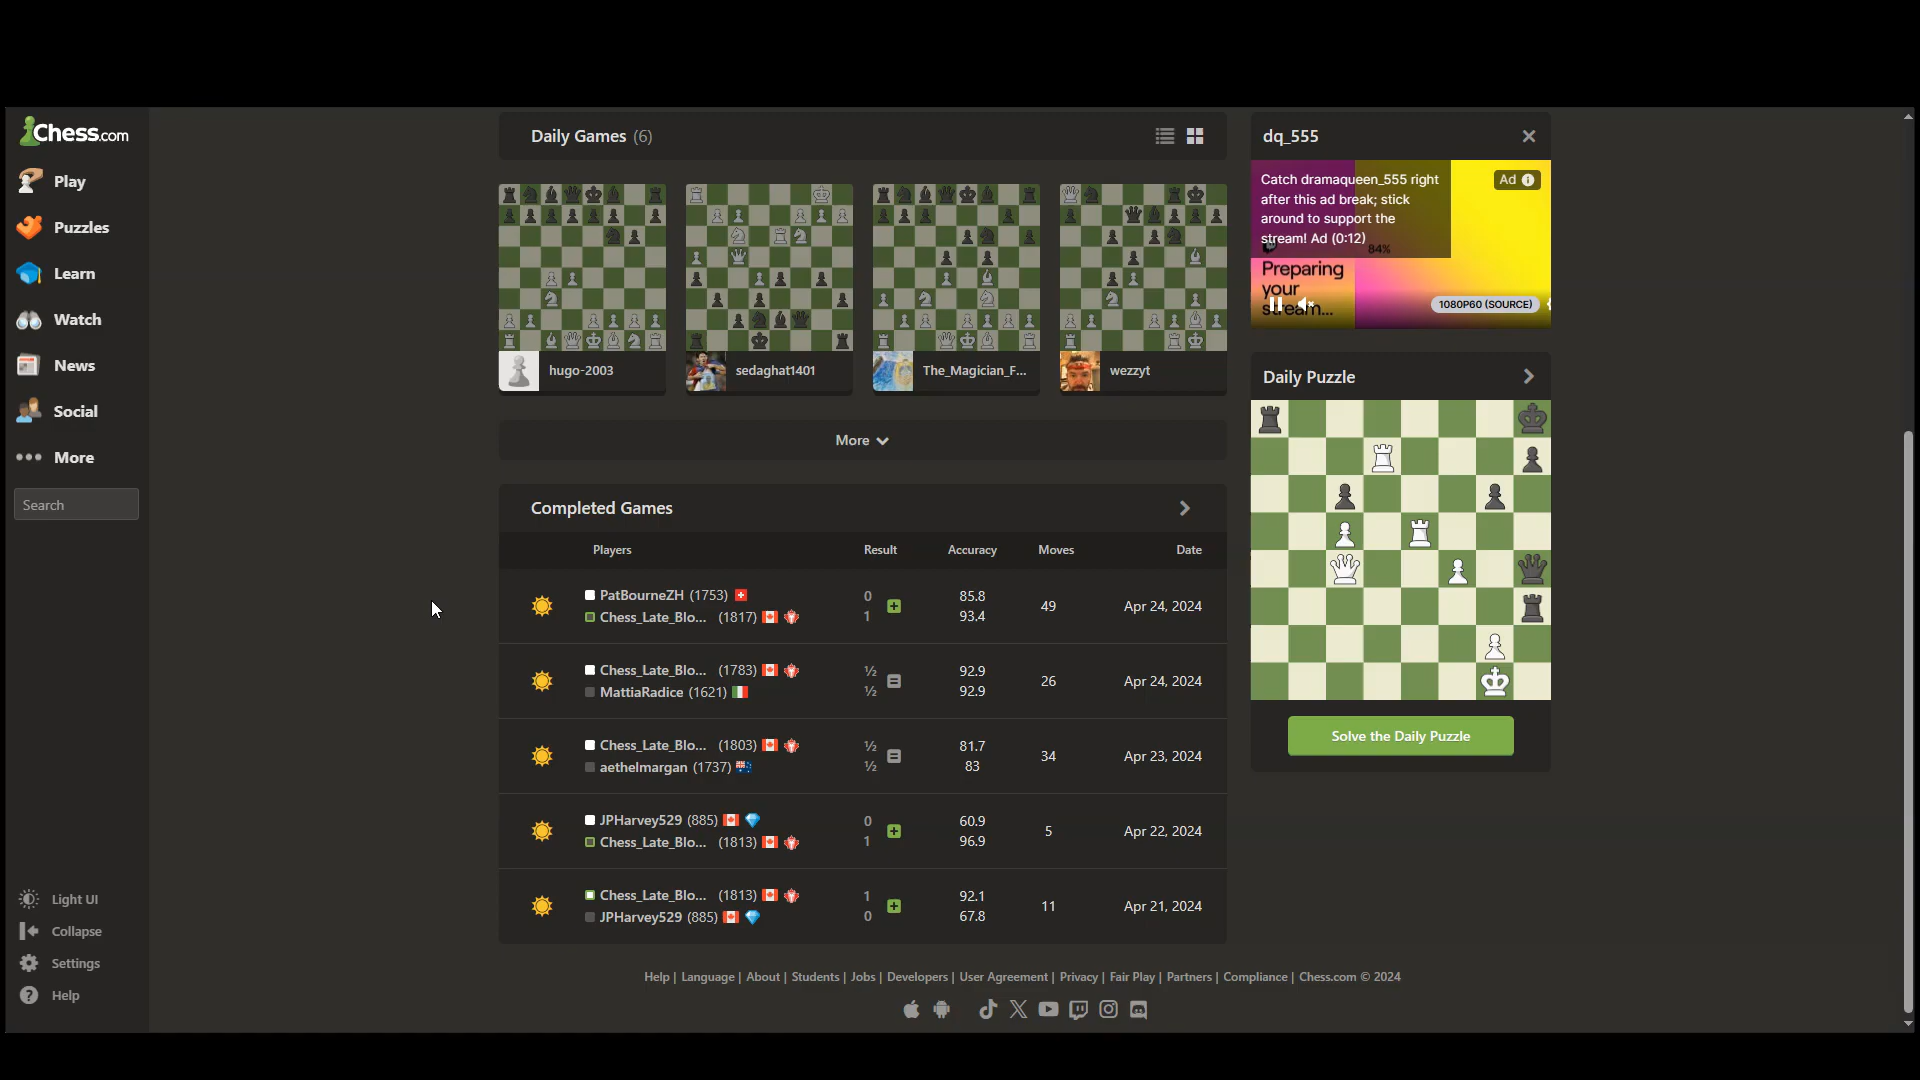 Chess.com
Play
Puzzles
Learn
Watch
News
Social
More
Search
Light UI
Collapse
Settings
Help
Daily Games (6)
hugo-2003
sedaghat1401
The_Magician_F...
wezzyt
More
Completed Games
Players Result Accuracy Moves Date
PatBourneZH (1753) 0 85.8
Chess_Late_Blo... (1817) 1 93.4
49 Apr 24, 2024
Chess_Late_Blo... (1783) ½ 92.9
MattiaRadice (1621) ½ 92.9
26 Apr 24, 2024
Chess_Late_Blo... (1803) ½ 81.7
aethelmargan (1737) ½ 83
34 Apr 23, 2024
JPHarvey529 (885) 0 60.9
Chess_Late_Blo... (1813) 1 96.9
5 Apr 22, 2024
Chess_Late_Blo... (1813) 1 92.1
JPHarvey529 (885) 0 67.8
11 Apr 21, 2024
dq_555
Catch dramaqueen_555 right
after this ad break; stick
around to support the
stream! Ad (0:12)
Ad
84%
Preparing
your
stream...
1080P60 (SOURCE)
Daily Puzzle
Solve the Daily Puzzle
Help | Language | About | Students | Jobs | Developers | User Agreement | Privacy | Fair Play | Partners | Compliance | Chess.com © 2024